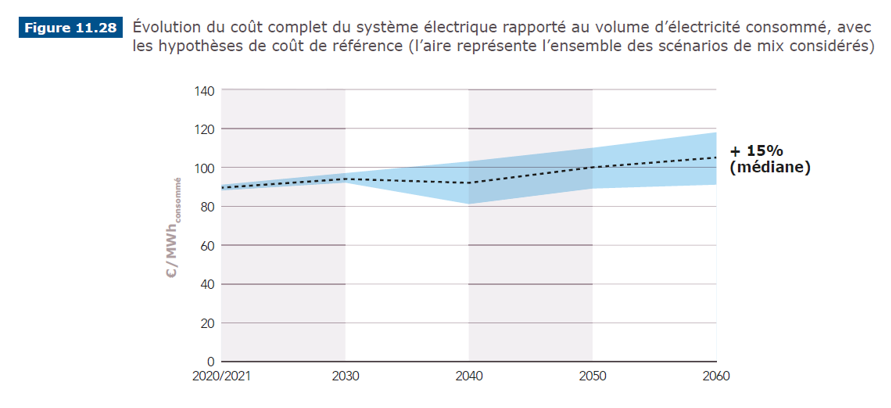 Figure 11.28
Évolution du coût complet du système électrique rapporté au volume d’électricité consommé, avec
les hypothèses de coût de référence (l’aire représente l’ensemble des scénarios de mix considérés)
140
120
100
80
60
40
20
0
€/MWh consommé
+ 15%
(médiane)
2020/2021 2030 2040 2050 2060